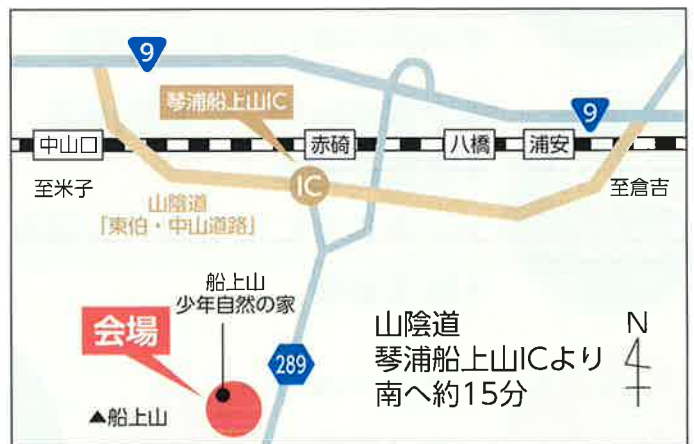 9
琴浦船上山IC
9
中山口
赤碕
八橋
浦安
至米子
IC
至倉吉
山陰道
「東伯・中山道路」
船上山
少年自然の家
会場
289
▲船上山
山陰道
琴浦船上山ICより
南へ約15分
N